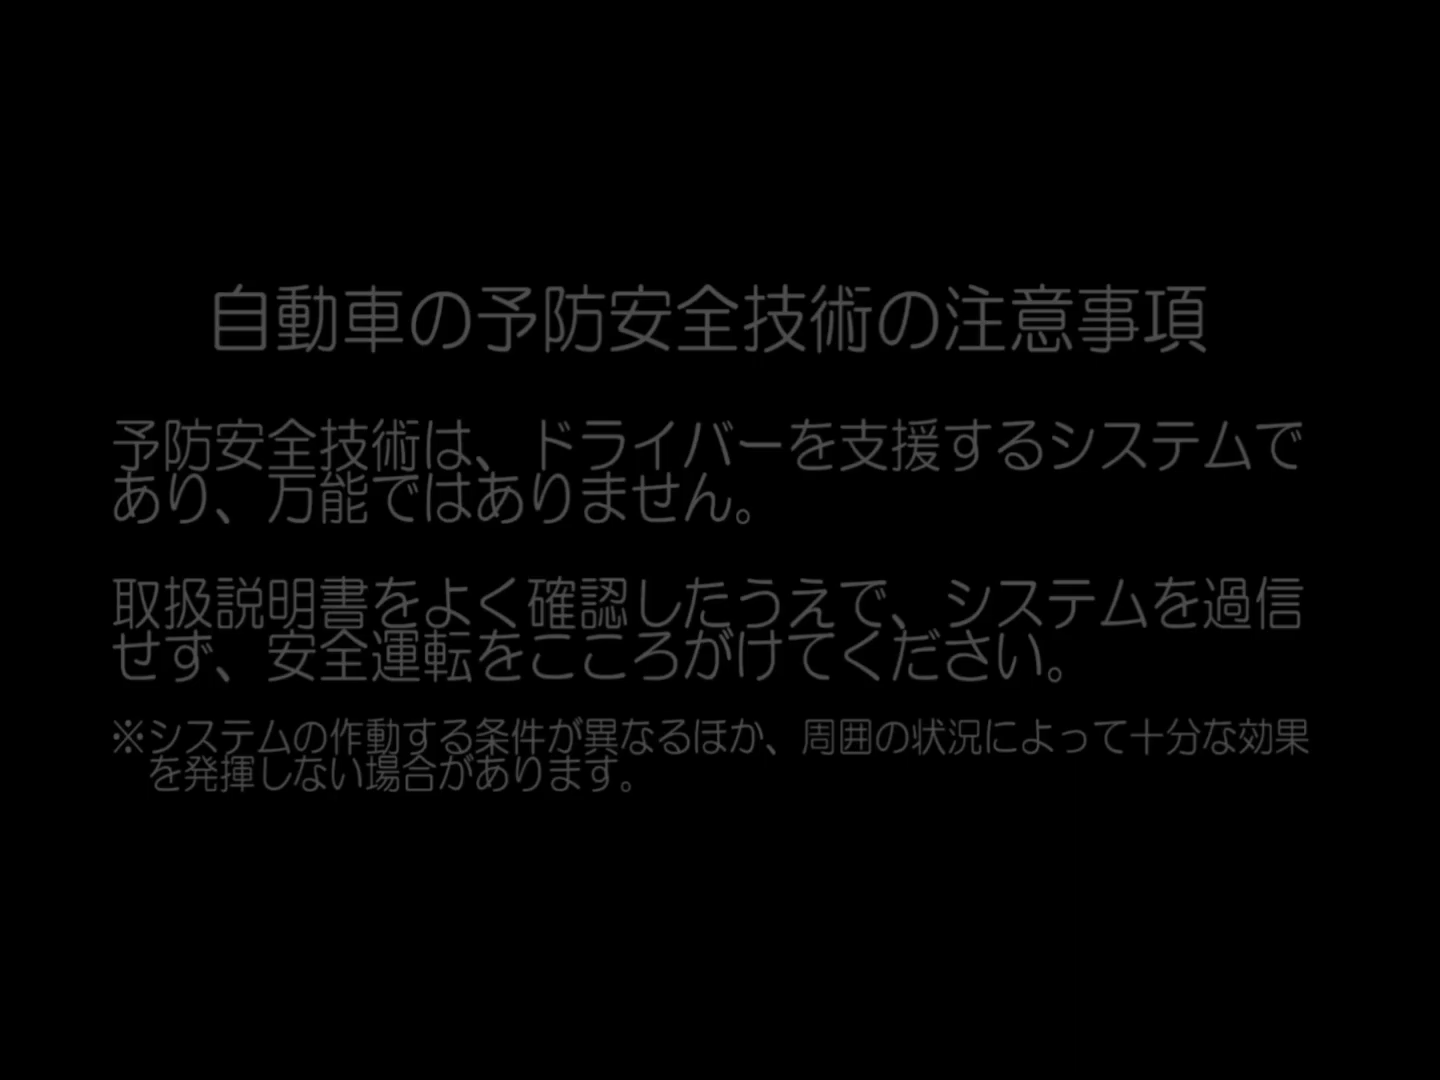 自動車の予防安全技術の注意事項
予防安全技術は、ドライバーを支援するシステムで
あり、万能ではありません。
取扱説明書をよく確認したうえで、システムを過信
せず、安全運転をこころがけてください。
※システムの作動する条件が異なるほか、周囲の状況によって十分な効果
を発揮しない場合があります。